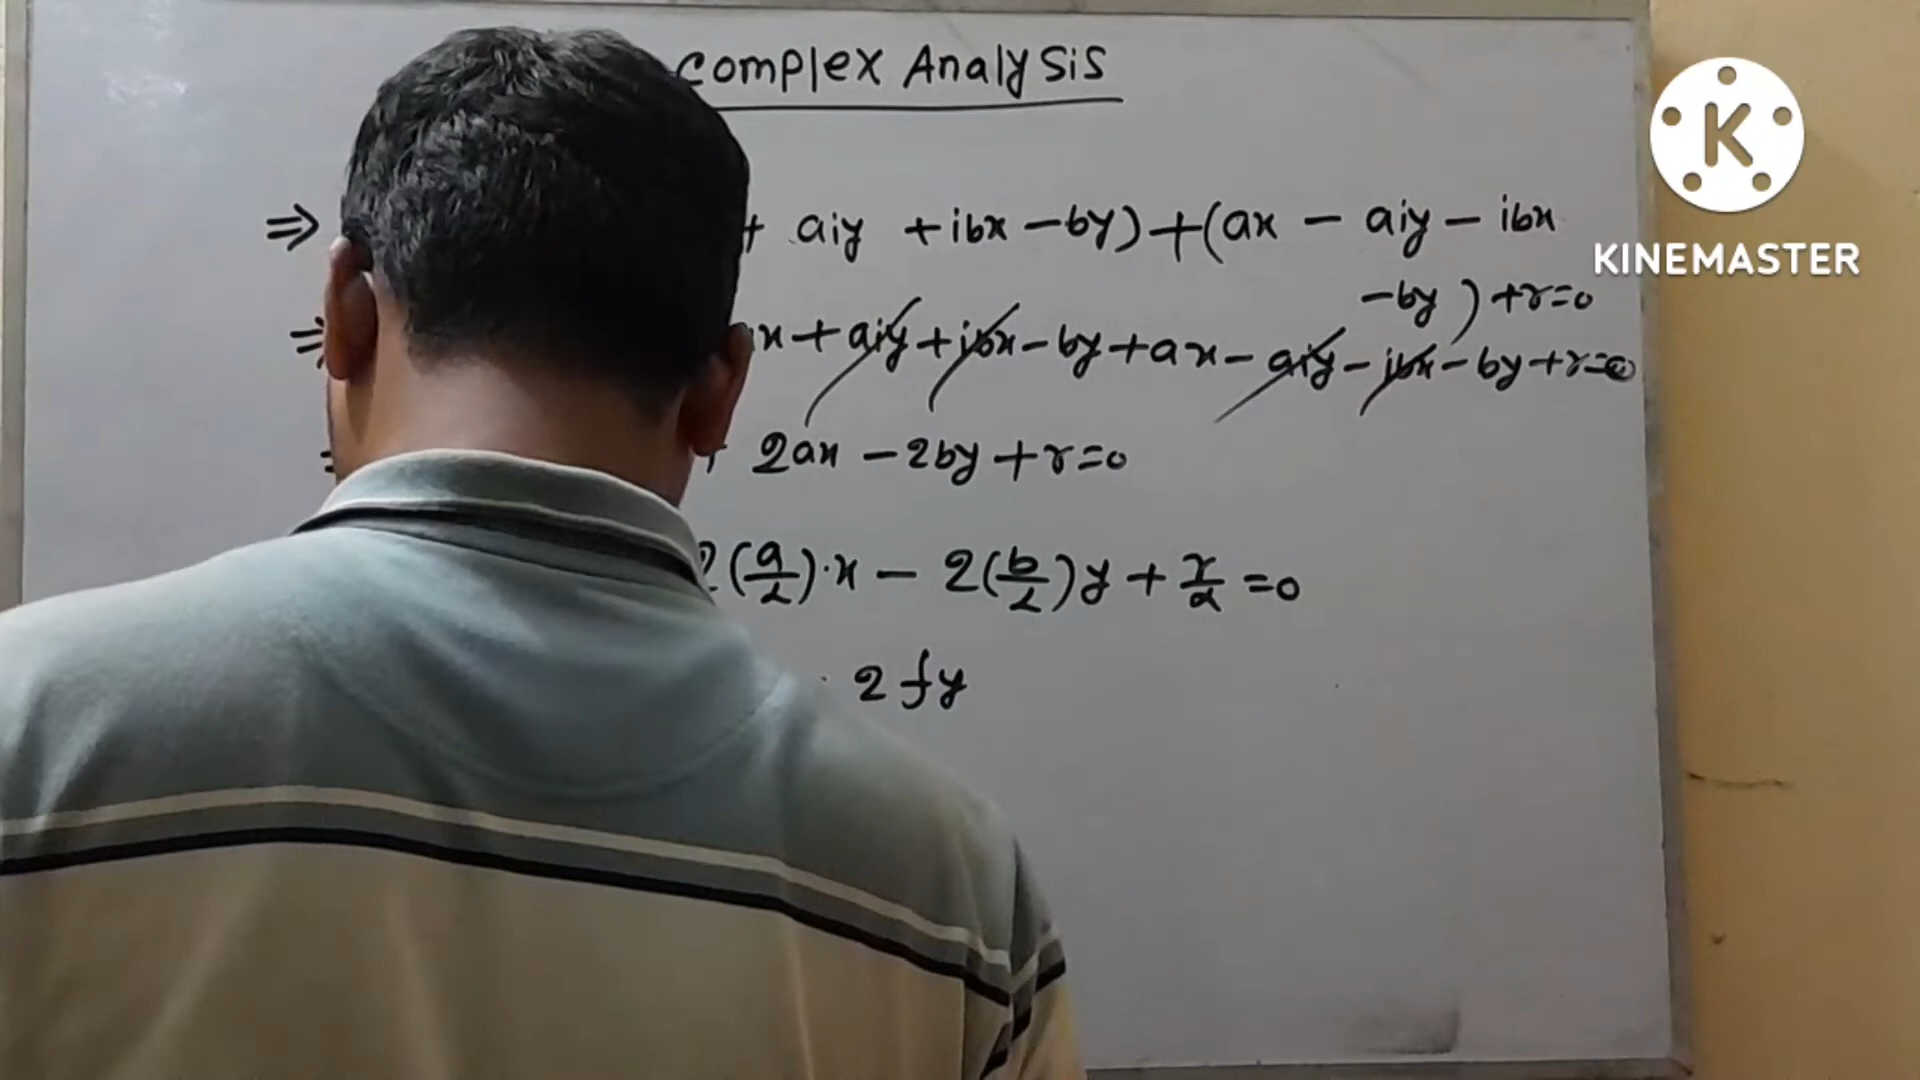 complex Analysis
⇒ + aiy + ibx - by) + (ax - aiy - ibx
- by) + r = 0
⇒ x + aiy + ibx - by + ax - aiy - ibx - by + r = 0
+ 2ax - 2by + r = 0
2(a/2)·x - 2(b/2)y + r/2 = 0
2fy
K
KINEMASTER